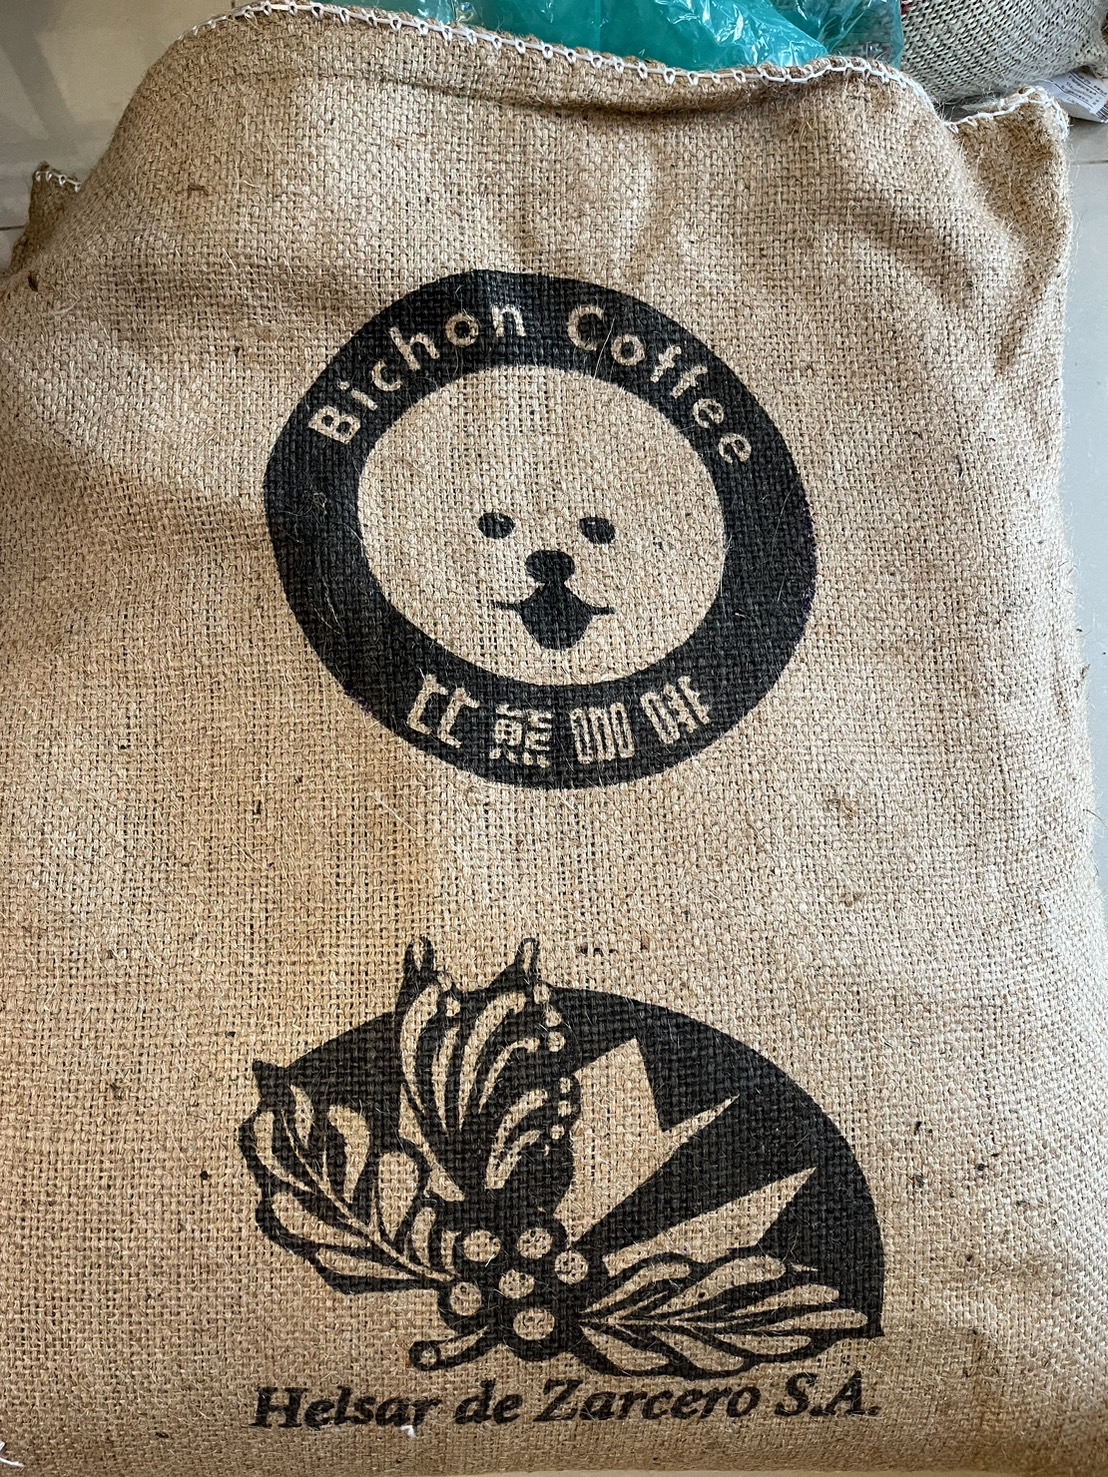 Bichon Coffee
比熊咖啡
Helsar de Zarcero S.A.